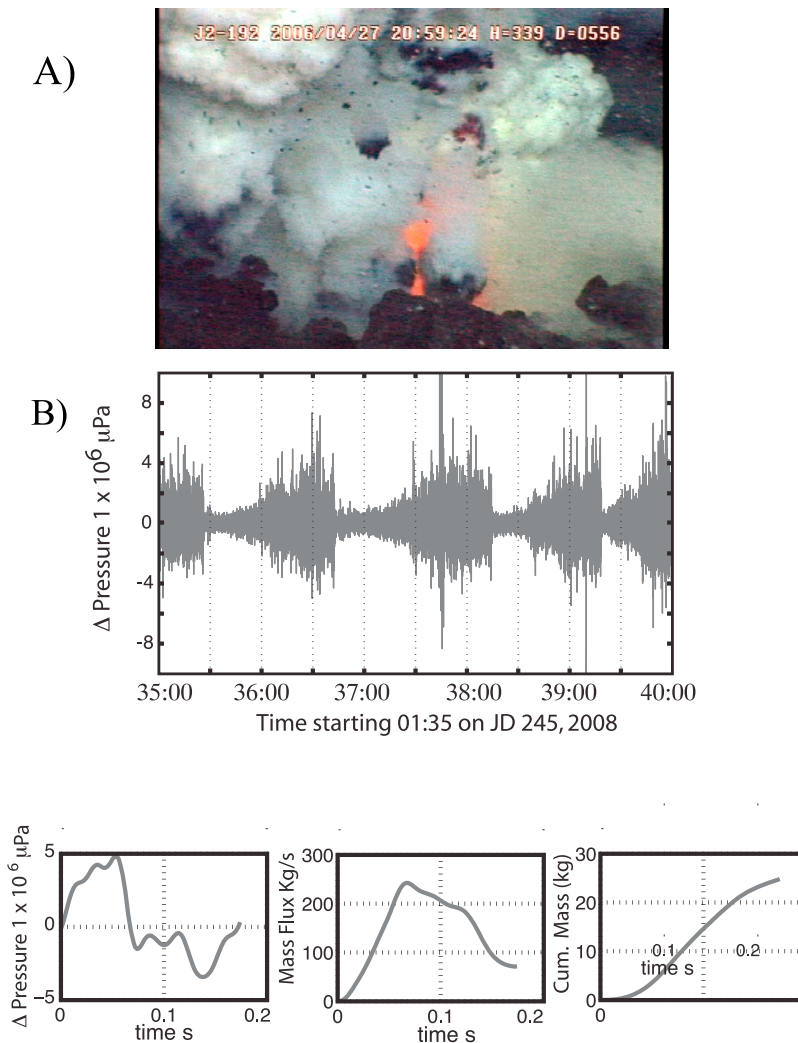 A)
J2-192 2006/04/27 20:59:24 H=339 D=0556
B)
Δ Pressure 1 x 10⁶ μPa
8
4
0
-4
-8
35:00 36:00 37:00 38:00 39:00 40:00
Time starting 01:35 on JD 245, 2008
Δ Pressure 1 x 10⁶ μPa
5
0
−5
0 0.1 0.2
time s
Mass Flux Kg/s
300
200
100
0
0 0.1 0.2
time s
Cum. Mass (kg)
30
20
10
0
0.1 0.2
time s
0